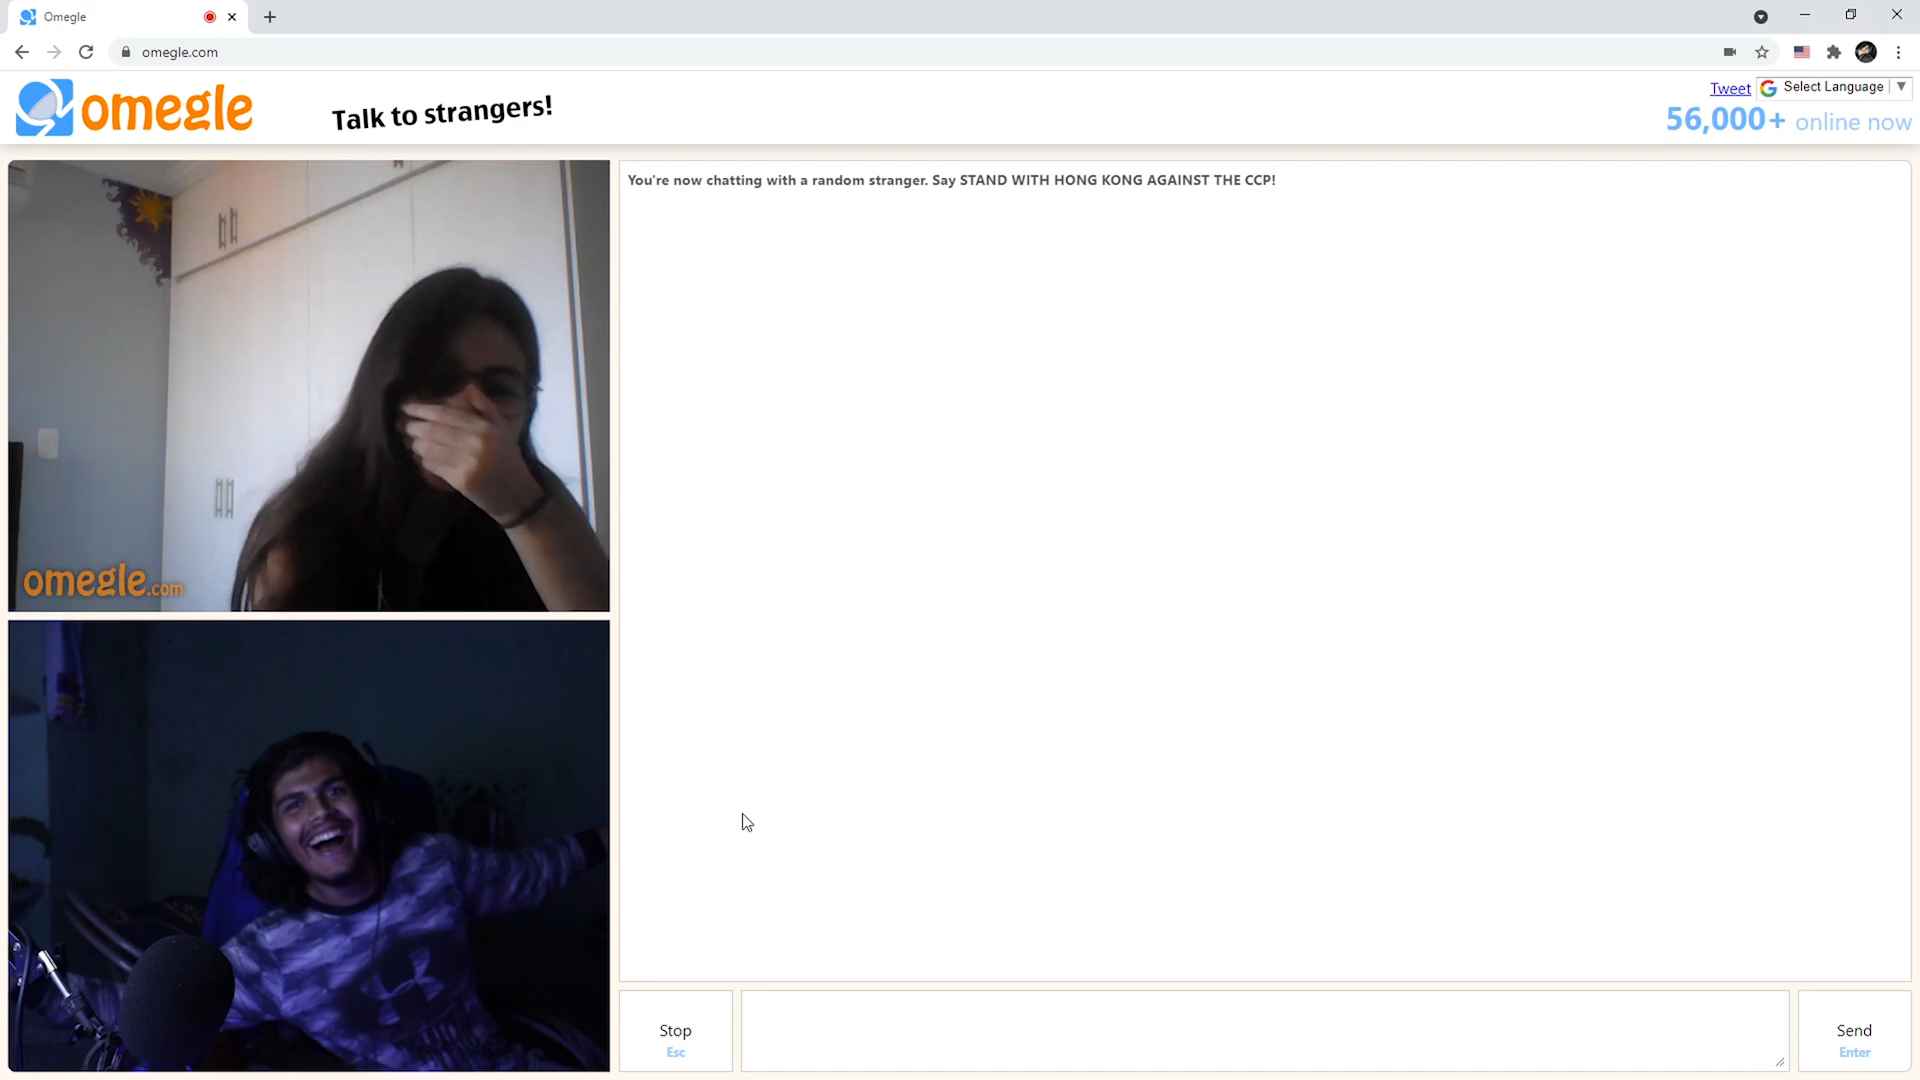 Omegle
omegle.com
omegle
Talk to strangers!
Tweet
Select Language
56,000+ online now
You're now chatting with a random stranger. Say STAND WITH HONG KONG AGAINST THE CCP!
omegle.com
Stop
Esc
Send
Enter